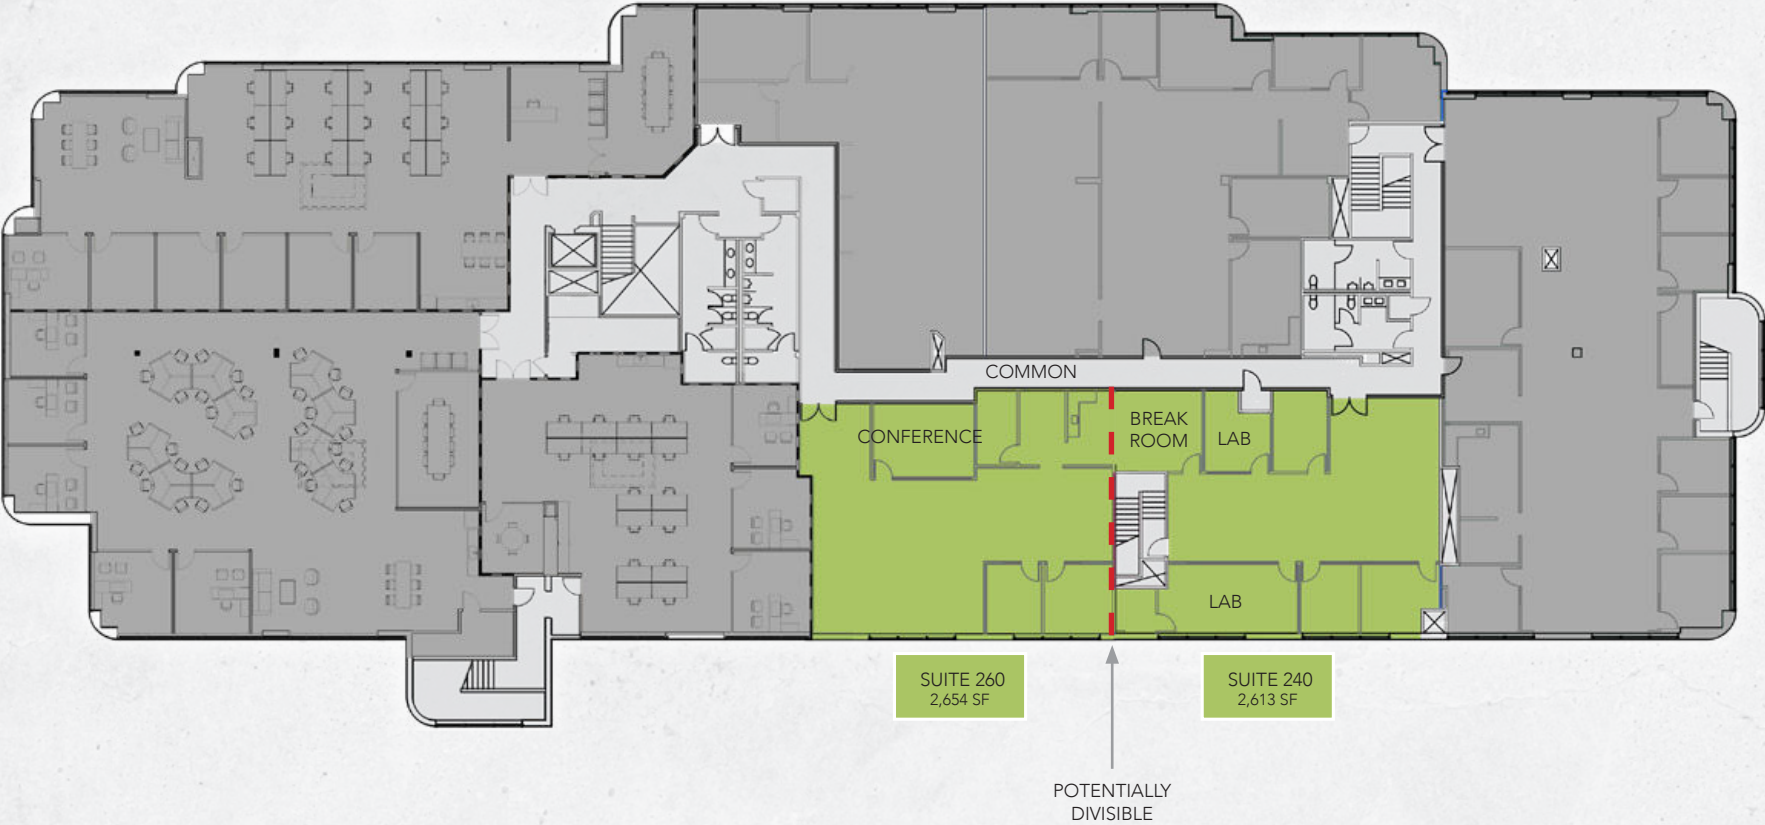 COMMON
CONFERENCE
BREAK
ROOM
LAB
LAB
SUITE 260
2,654 SF
SUITE 240
2,613 SF
POTENTIALLY
DIVISIBLE